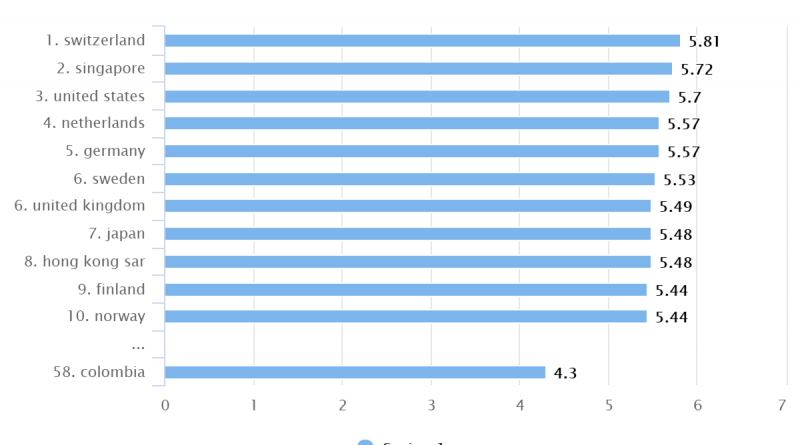 1. switzerland 5.81
2. singapore 5.72
3. united states 5.7
4. netherlands 5.57
5. germany 5.57
6. sweden 5.53
6. united kingdom 5.49
7. japan 5.48
8. hong kong sar 5.48
9. finland 5.44
10. norway 5.44
...
58. colombia 4.3
0 1 2 3 4 5 6 7